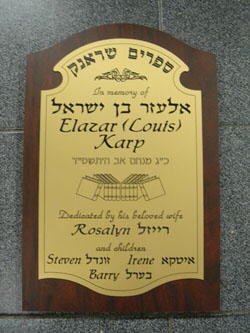 ספרים שראנק
In memory of
אלעזר בן ישראל
Elazar (Louis)
Karp
כ״ג מנחם אב ה׳תשס״ד
Dedicated by his beloved wife
Rosalyn רייזל
and children
Steven זונדל Irene איטקא
Barry בערל